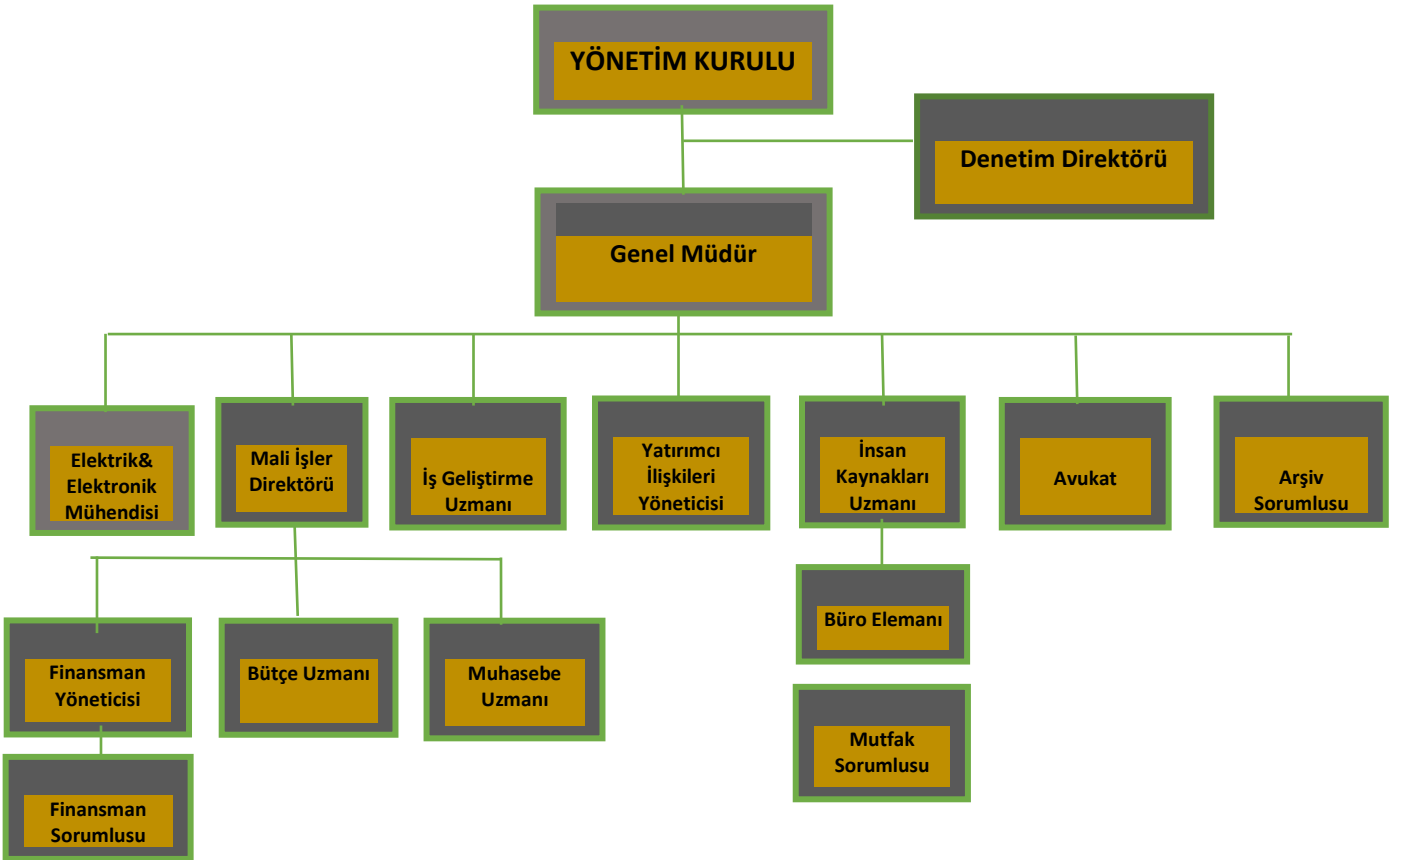 YÖNETİM KURULU
Denetim Direktörü
Genel Müdür
Elektrik&
Elektronik
Mühendisi
Mali İşler
Direktörü
İş Geliştirme
Uzmanı
Yatırımcı
İlişkileri
Yöneticisi
İnsan
Kaynakları
Uzmanı
Avukat
Arşiv
Sorumlusu
Büro Elemanı
Finansman
Yöneticisi
Bütçe Uzmanı
Muhasebe
Uzmanı
Mutfak
Sorumlusu
Finansman
Sorumlusu